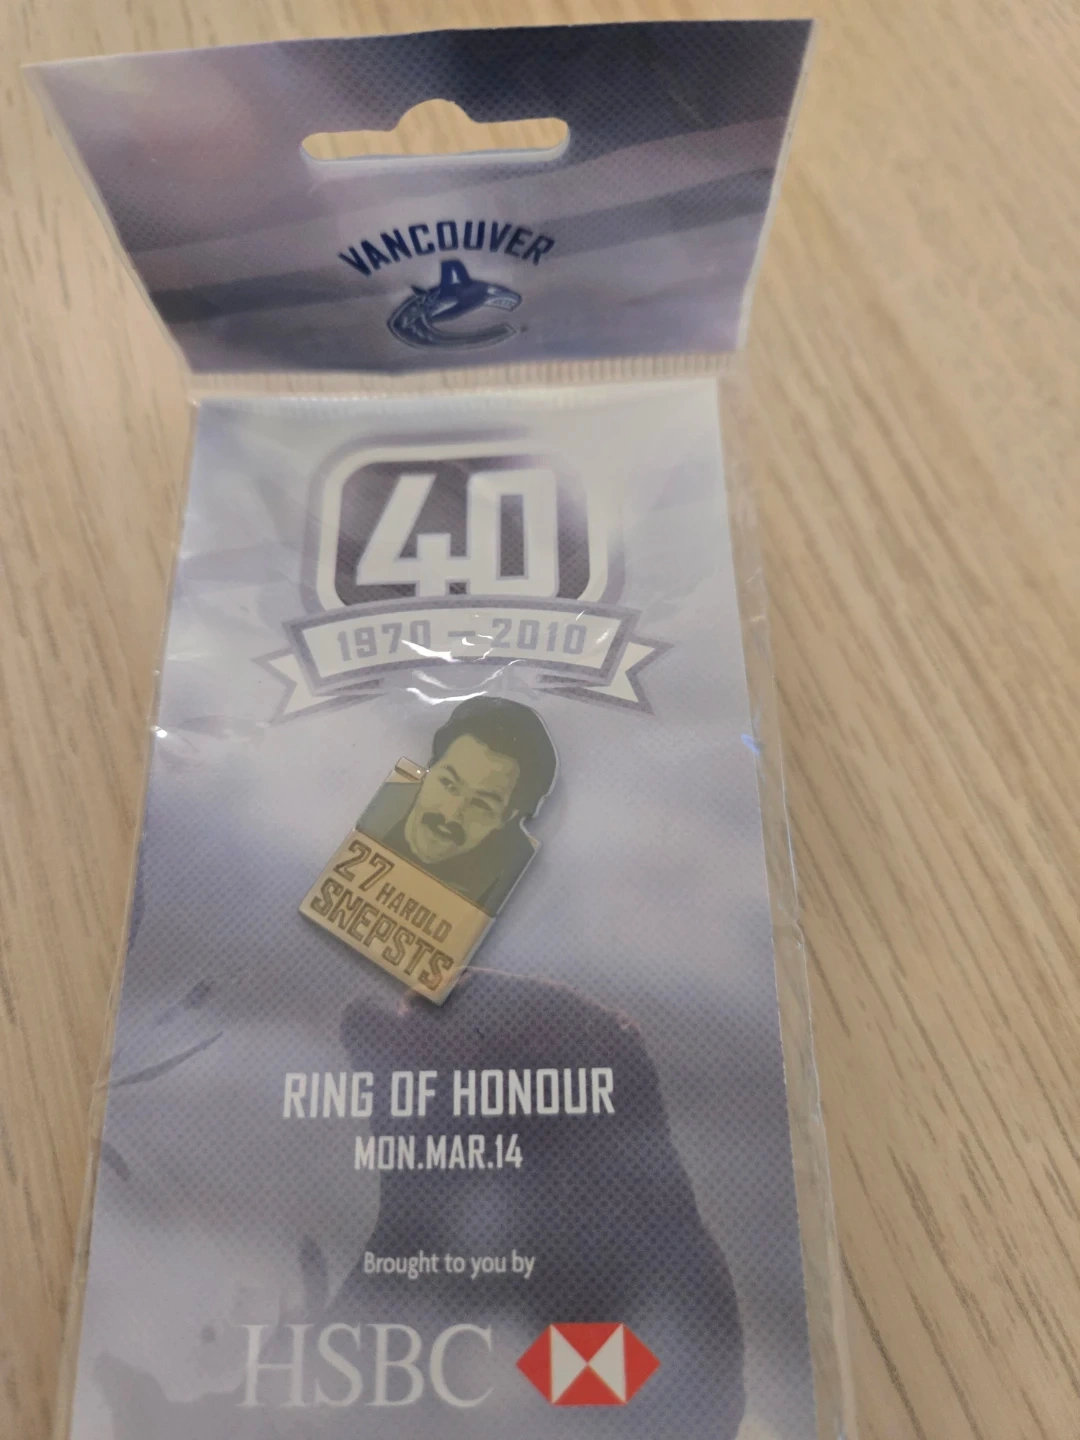 VANCOUVER
40
1970 – 2010
27 HAROLD
SNEPSTS
RING OF HONOUR
MON.MAR.14
Brought to you by
HSBC